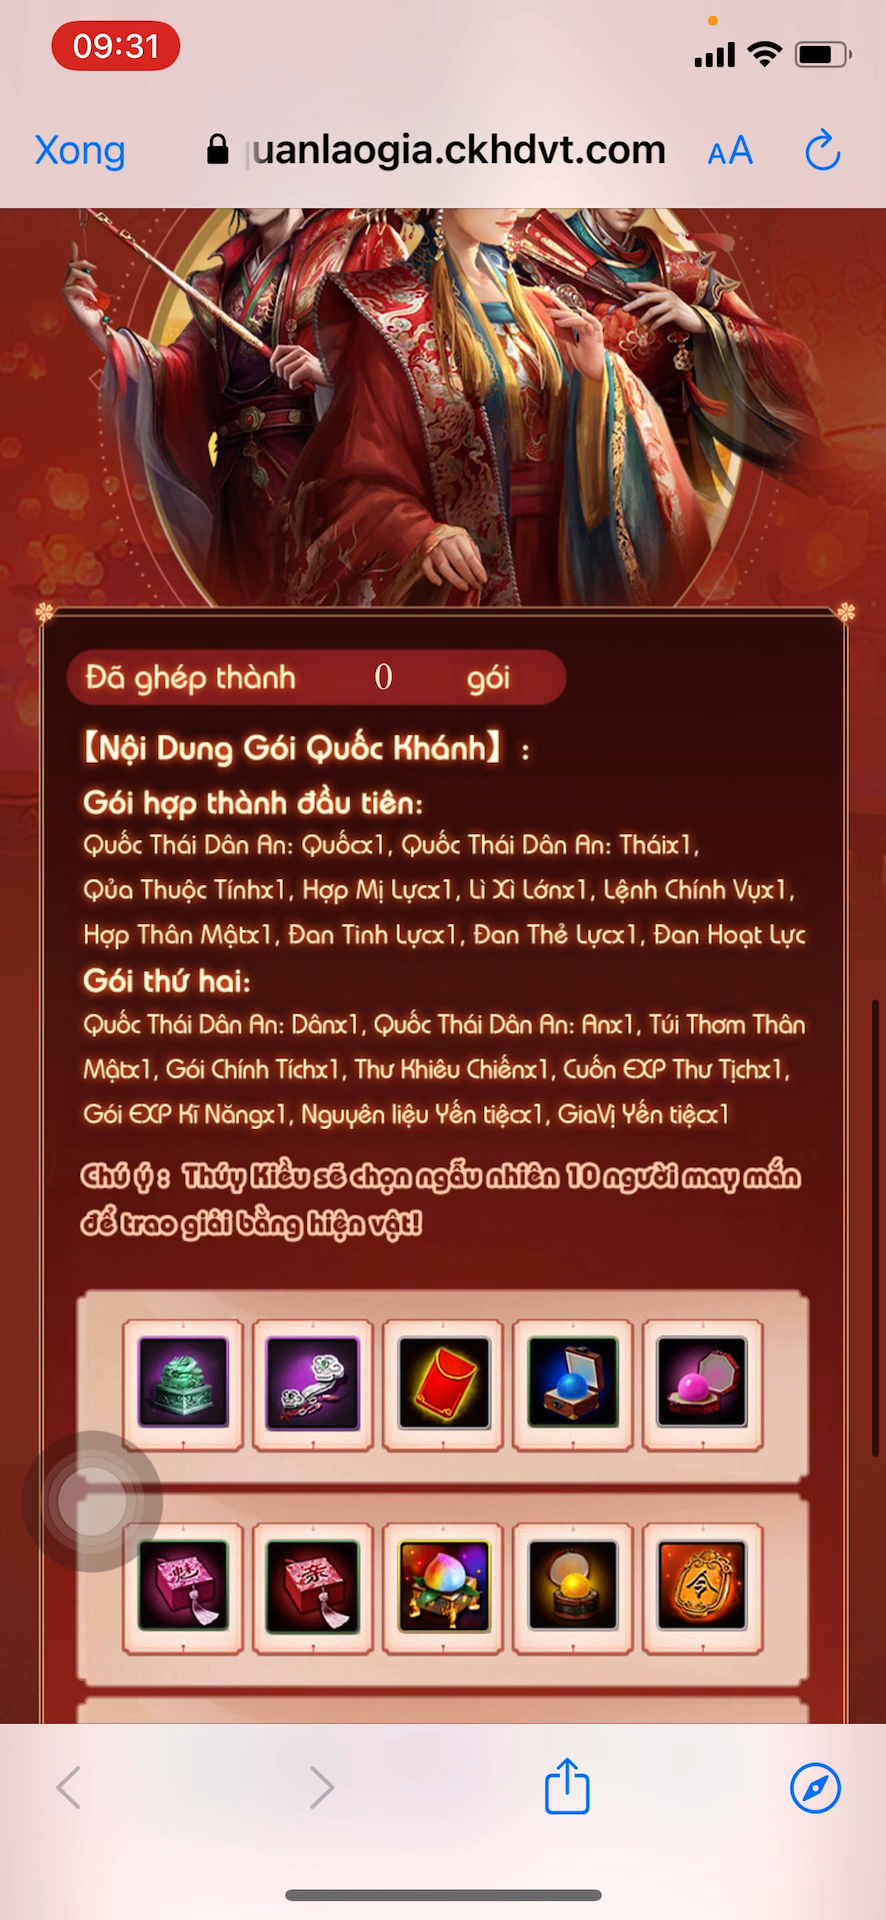 09:31
Xong
uanlaogia.ckhdvt.com
AA
Đã ghép thành 0 gói
【Nội Dung Gói Quốc Khánh】:
Gói hợp thành đầu tiên:
Quốc Thái Dân An: Quốcx1, Quốc Thái Dân An: Tháix1,
Qủa Thuộc Tínhx1, Hợp Mị Lựcx1, Lì Xì Lớnx1, Lệnh Chính Vụx1,
Hợp Thân Mậtx1, Đan Tinh Lựcx1, Đan Thể Lựcx1, Đan Hoạt Lực
Gói thứ hai:
Quốc Thái Dân An: Dânx1, Quốc Thái Dân An: Anx1, Túi Thơm Thân
Mậtx1, Gói Chính Tíchx1, Thư Khiêu Chiếnx1, Cuốn EXP Thư Tịchx1,
Gói EXP Kĩ Năngx1, Nguyên liệu Yến tiệcx1, GiaVị Yến tiệcx1
Chú ý: Thúy Kiều sẽ chọn ngẫu nhiên 10 người may mắn
để trao giải bằng hiện vật!
魅
亲
令